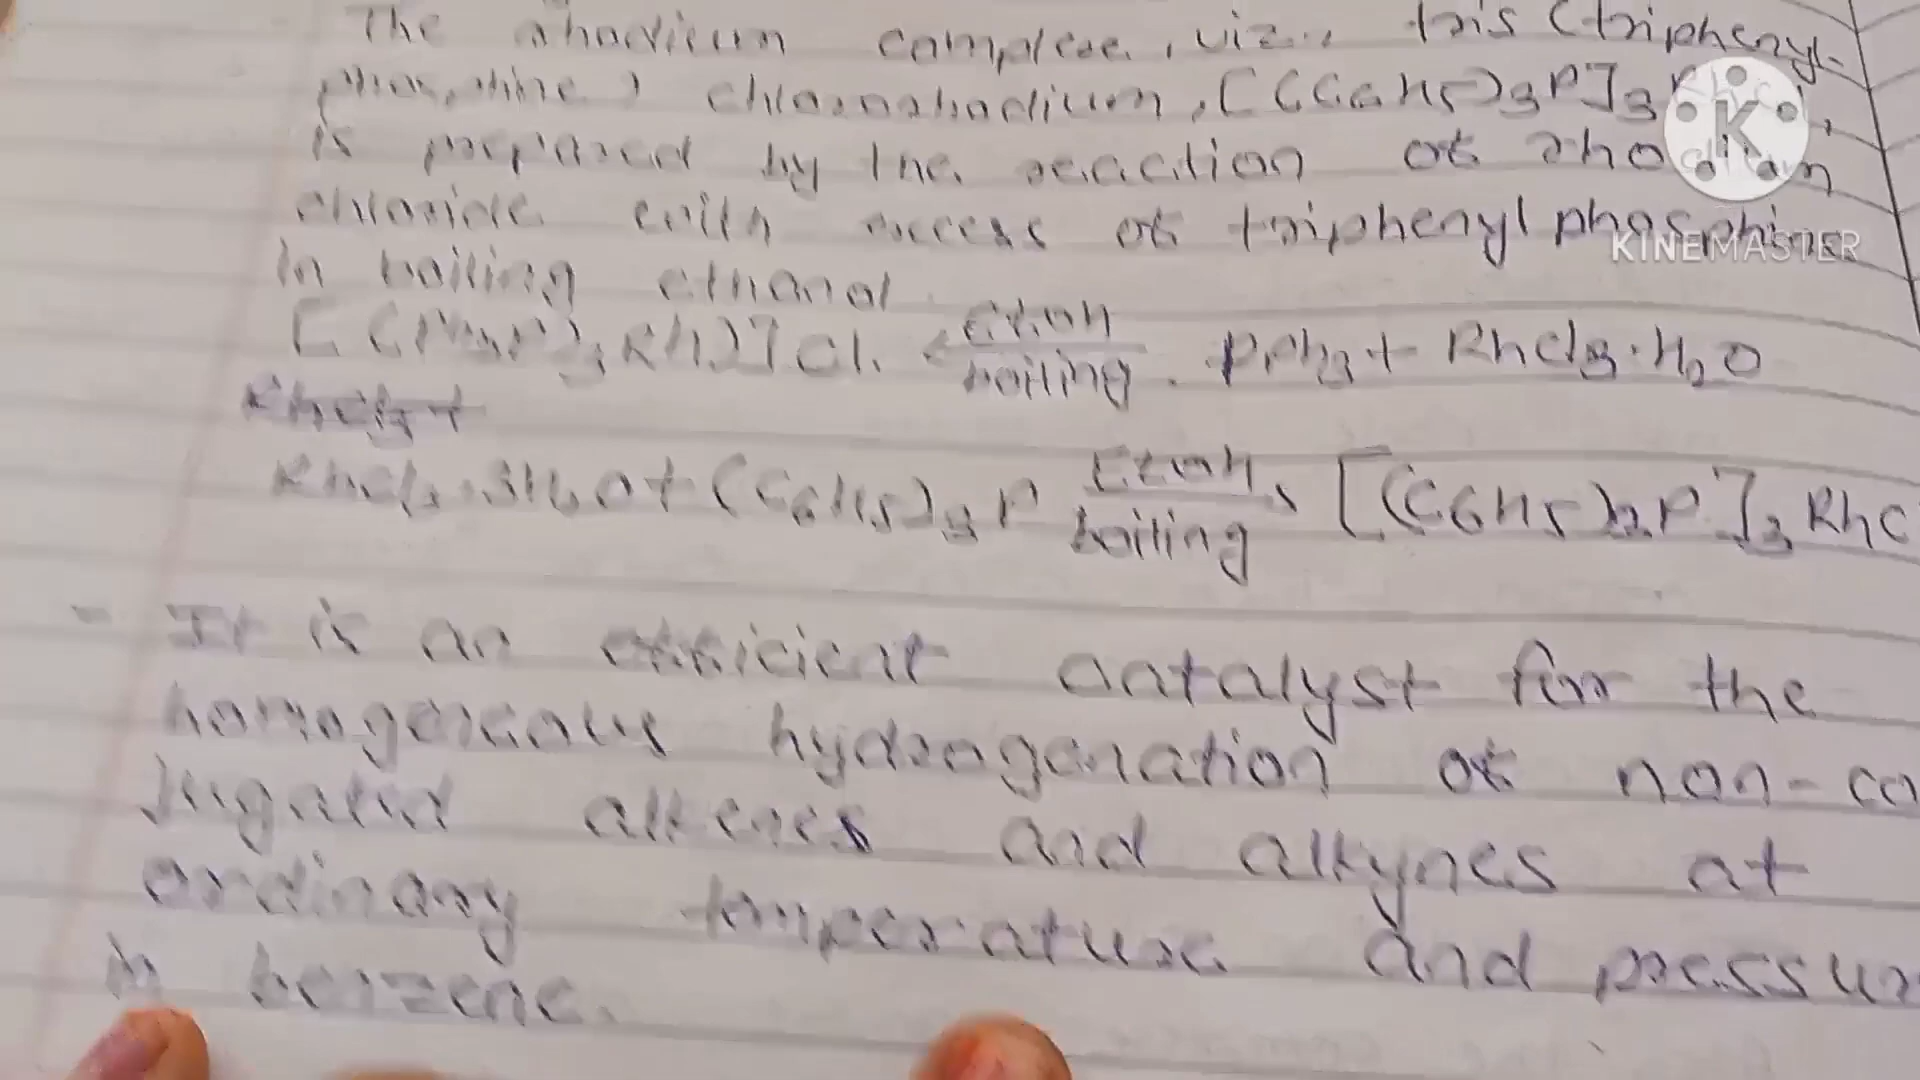 The rhodium complex, viz., tris (triphenyl-
phosphine) chlororhodium, [(C6H5)3P]3 RhCl,
is prepared by the reaction of rhodium
chloride with excess of triphenyl phosphine
in boiling ethanol
[(Ph3P)3Rh)]Cl. ← EtOH boiling. PPh3 + RhCl3·H2O
RhCl3+
RhCl3·3H2O + (C6H5)3P EtOH boiling → [(C6H5)3P]3 RhC
- It is an efficient catalyst for the
homogeneous hydrogenation of non-co
jugated alkenes and alkynes at
ordinary temperature and pressur
in benzene.
K
KINEMASTER